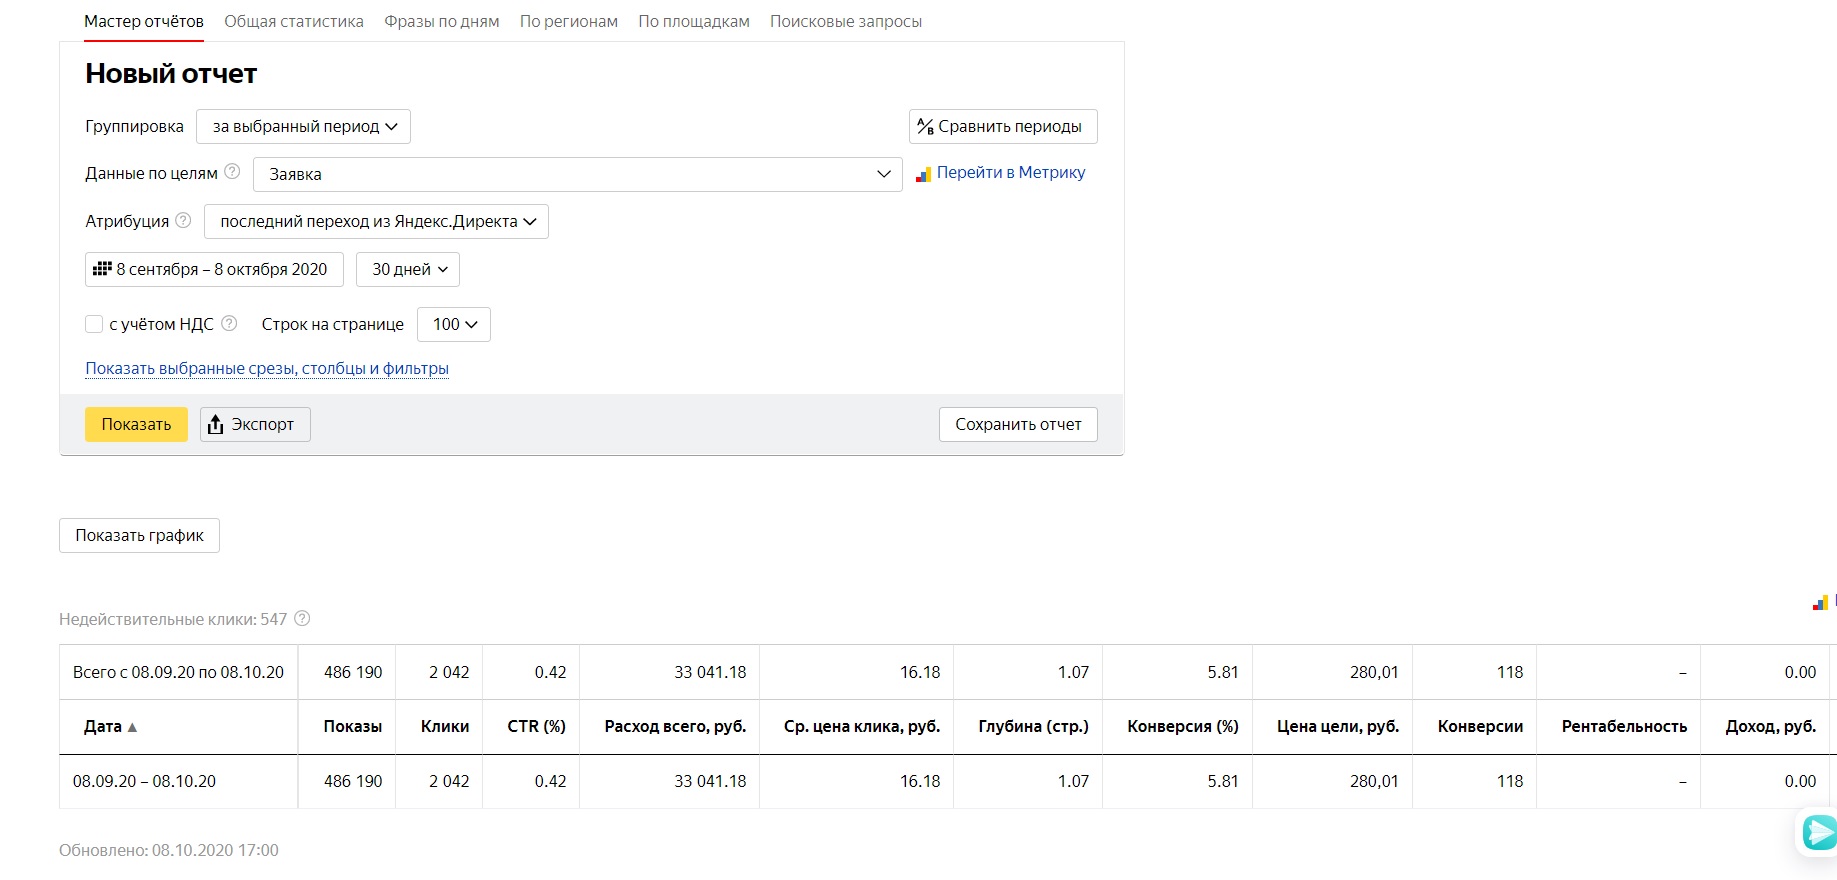 Мастер отчётов Общая статистика Фразы по дням По регионам По площадкам Поисковые запросы
Новый отчет
Группировка за выбранный период A/B Сравнить периоды
Данные по целям ? Заявка Перейти в Метрику
Атрибуция ? последний переход из Яндекс.Директа
8 сентября – 8 октября 2020 30 дней
с учётом НДС ? Строк на странице 100
Показать выбранные срезы, столбцы и фильтры
Показать Экспорт Сохранить отчет
Показать график
Недействительные клики: 547 ?
Всего с 08.09.20 по 08.10.20 486 190 2 042 0.42 33 041.18 16.18 1.07 5.81 280,01 118 – 0.00
Дата ▲ Показы Клики CTR (%) Расход всего, руб. Ср. цена клика, руб. Глубина (стр.) Конверсия (%) Цена цели, руб. Конверсии Рентабельность Доход, руб.
08.09.20 – 08.10.20 486 190 2 042 0.42 33 041.18 16.18 1.07 5.81 280,01 118 – 0.00
Обновлено: 08.10.2020 17:00